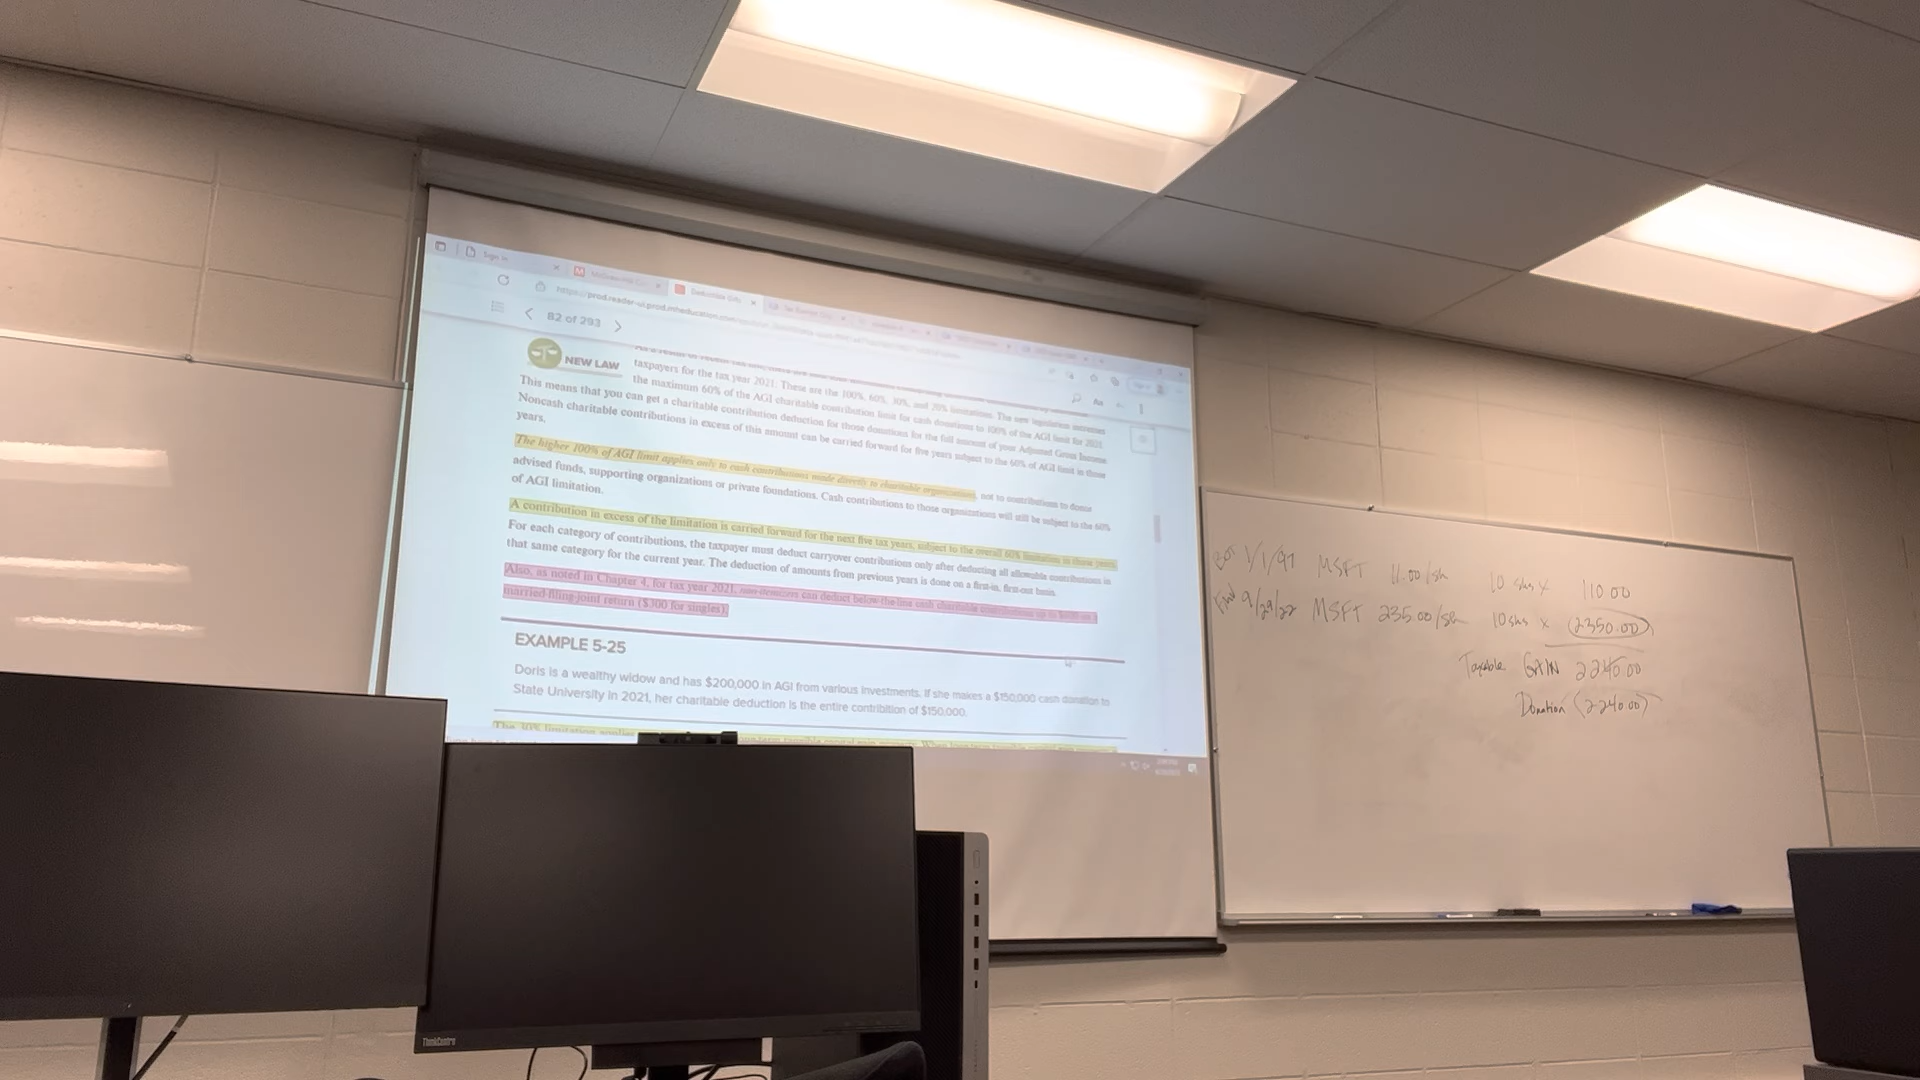 Sign in
82 of 293
NEW LAW
taxpayers for the tax year 2021. These are the 100%, 60%, 30%, and 20% limitations. The new legislation
the maximum 60% of the AGI charitable contribution limit for cash donations to 100% of the AGI limit for 2021.
This means that you can get a charitable contribution deduction for those donations for the full amount of your Adjusted Gross Income
Noncash charitable contributions in excess of this amount can be carried forward for five years subject to the 60% of AGI limit in those
years.
The higher 100% of AGI limit applies only to cash contributions made directly to charitable organizations, not to contributions to donor
advised funds, supporting organizations or private foundations. Cash contributions to those organizations will still be subject to the 60%
of AGI limitation.
A contribution in excess of the limitation is carried forward for the next five tax years, subject to the overall 60% limitation in those years.
For each category of contributions, the taxpayer must deduct carryover contributions only after deducting all allowable contributions in
that same category for the current year. The deduction of amounts from previous years is done on a first-in, first-out basis.
Also, as noted in Chapter 4, for tax year 2021, non-itemizers can deduct below-the-line cash charitable contributions up to
married-filing-joint return ($300 for singles).
EXAMPLE 5-25
Doris is a wealthy widow and has $200,000 in AGI from various investments. If she makes a $150,000 cash donation to
State University in 2021, her charitable deduction is the entire contribution of $150,000.
The 30% limitation applies
1/1/97 MSFT 11.00/sh 10 shs x 110 00
9/29/22 MSFT 235.00/sh 10 shs x (2350.00)
Taxable GAIN 2240.00
Donation (2240.00)
ThinkCentre